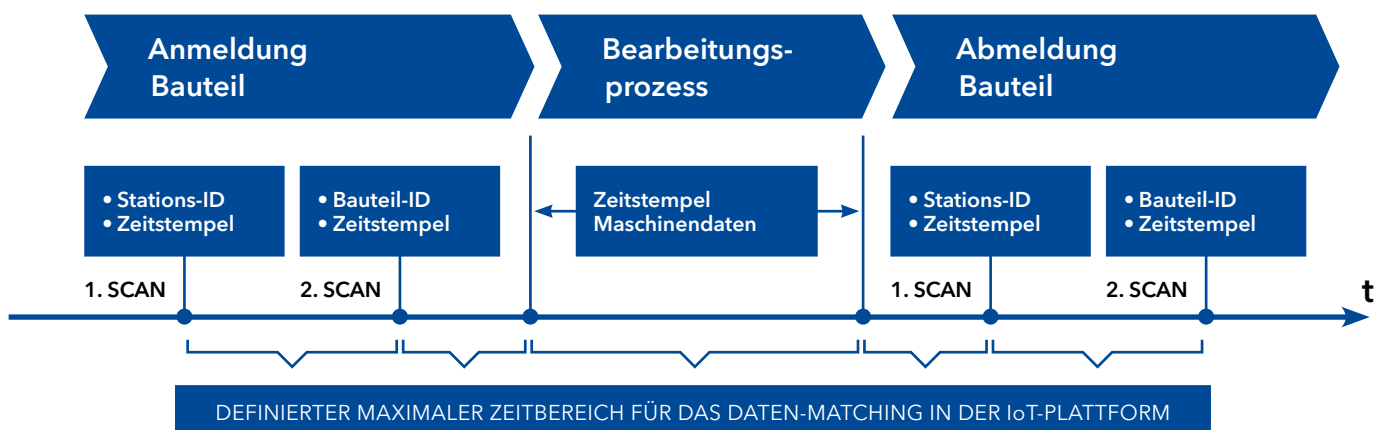 Anmeldung
Bauteil
Bearbeitungs-
prozess
Abmeldung
Bauteil
• Stations-ID
• Zeitstempel
• Bauteil-ID
• Zeitstempel
Zeitstempel
Maschinendaten
• Stations-ID
• Zeitstempel
• Bauteil-ID
• Zeitstempel
1. SCAN
2. SCAN
1. SCAN
2. SCAN
t
DEFINIERTER MAXIMALER ZEITBEREICH FÜR DAS DATEN-MATCHING IN DER IoT-PLATTFORM